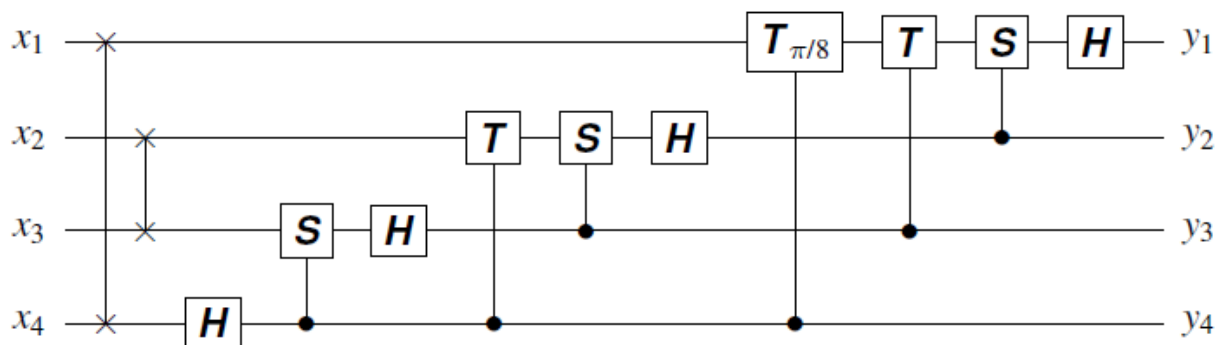 x₁ T π/8 T S H y₁
x₂ T S H y₂
x₃ S H y₃
x₄ H y₄